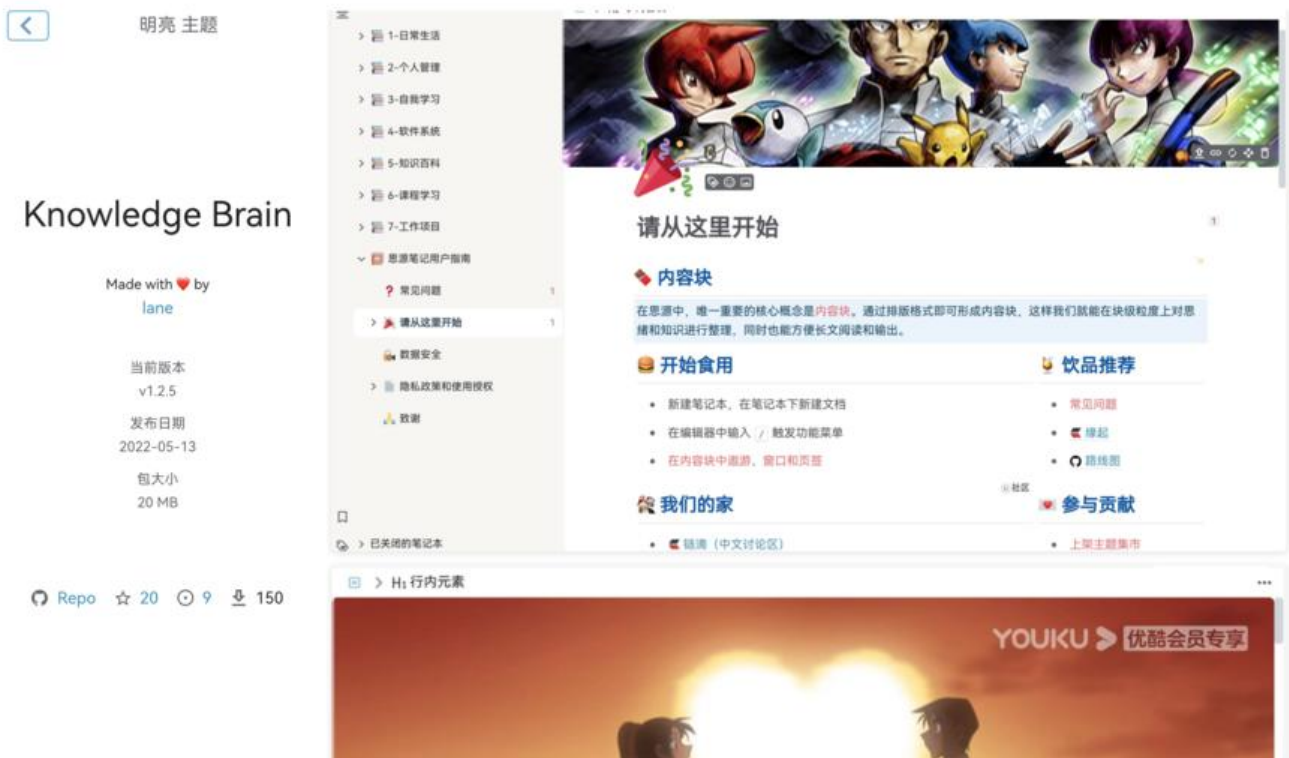 明亮 主题
Knowledge Brain
Made with ❤️ by
lane
当前版本
v1.2.5
发布日期
2022-05-13
包大小
20 MB
Repo 20 9 150
1-日常生活
2-个人管理
3-自我学习
4-软件系统
5-知识百科
6-课程学习
7-工作项目
思源笔记用户指南
常见问题 1
请从这里开始 1
数据安全
隐私政策和使用授权
致谢
已关闭的笔记本
请从这里开始
1
内容块
在思源中，唯一重要的核心概念是内容块。通过排版格式即可形成内容块，这样我们就能在块级粒度上对思
绪和知识进行整理，同时也能方便长文阅读和输出。
开始食用
新建笔记本，在笔记本下新建文档
在编辑器中输入 / 触发功能菜单
在内容块中遨游，窗口和页签
饮品推荐
常见问题
缘起
路线图
社区
我们的家
链滴（中文讨论区）
参与贡献
上架主题集市
H1 行内元素
YOUKU 优酷会员专享